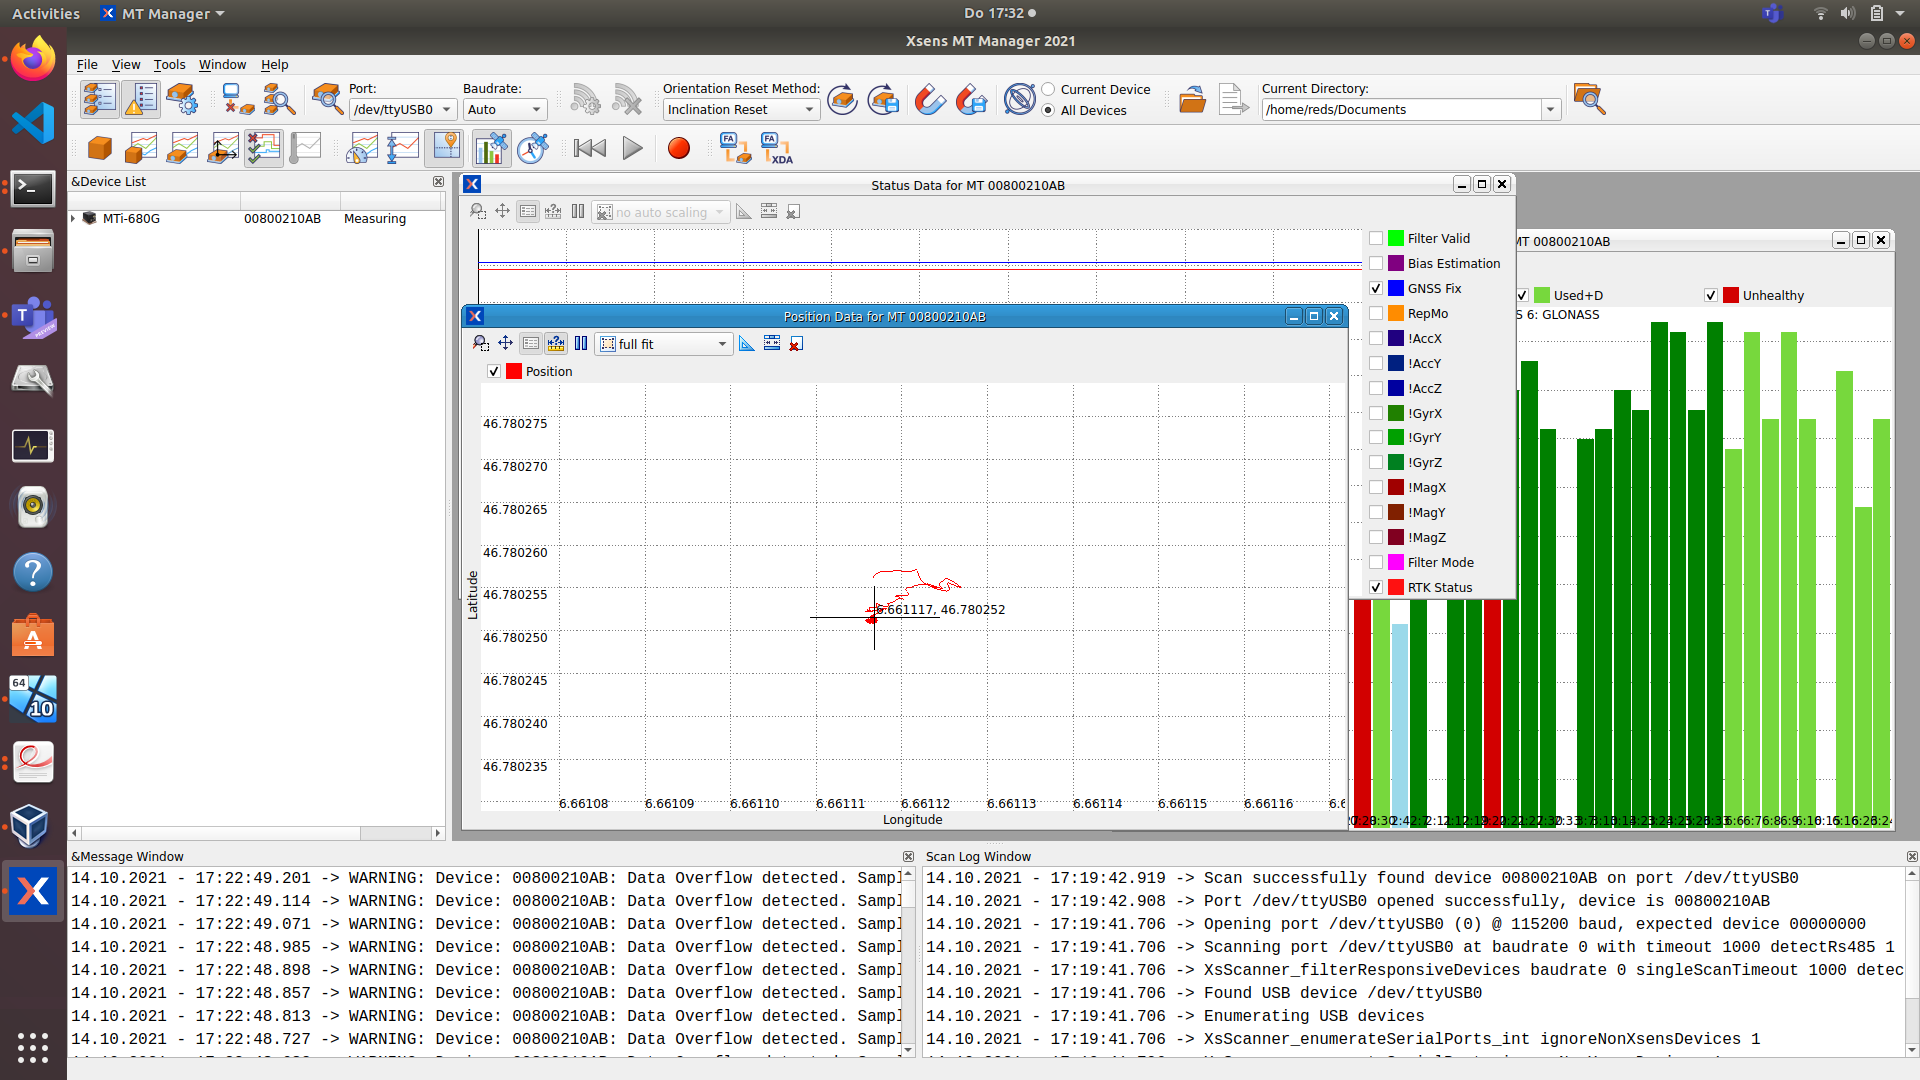 Activities
MT Manager
Do 17:32
Xsens MT Manager 2021
File View Tools Window Help
Port:
/dev/ttyUSB0
Baudrate:
Auto
Orientation Reset Method:
Inclination Reset
Current Device
All Devices
Current Directory:
/home/reds/Documents
FA
FA
XDA
&Device List
MTi-680G 00800210AB Measuring
Status Data for MT 00800210AB
no auto scaling
Filter Valid
Bias Estimation
GNSS Fix
RepMo
!AccX
!AccY
!AccZ
!GyrX
!GyrY
!GyrZ
!MagX
!MagY
!MagZ
Filter Mode
RTK Status
MT 00800210AB
Used+D
Unhealthy
S 6: GLONASS
Position Data for MT 00800210AB
full fit
Position
46.780275
46.780270
46.780265
46.780260
46.780255
46.780250
46.780245
46.780240
46.780235
Latitude
6.661117, 46.780252
6.66108 6.66109 6.66110 6.66111 6.66112 6.66113 6.66114 6.66115 6.66116
Longitude
&Message Window
14.10.2021 - 17:22:49.201 -> WARNING: Device: 00800210AB: Data Overflow detected. Sampl
14.10.2021 - 17:22:49.114 -> WARNING: Device: 00800210AB: Data Overflow detected. Sampl
14.10.2021 - 17:22:49.071 -> WARNING: Device: 00800210AB: Data Overflow detected. Sampl
14.10.2021 - 17:22:48.985 -> WARNING: Device: 00800210AB: Data Overflow detected. Sampl
14.10.2021 - 17:22:48.898 -> WARNING: Device: 00800210AB: Data Overflow detected. Sampl
14.10.2021 - 17:22:48.857 -> WARNING: Device: 00800210AB: Data Overflow detected. Sampl
14.10.2021 - 17:22:48.813 -> WARNING: Device: 00800210AB: Data Overflow detected. Sampl
14.10.2021 - 17:22:48.727 -> WARNING: Device: 00800210AB: Data Overflow detected. Sampl
Scan Log Window
14.10.2021 - 17:19:42.919 -> Scan successfully found device 00800210AB on port /dev/ttyUSB0
14.10.2021 - 17:19:42.908 -> Port /dev/ttyUSB0 opened successfully, device is 00800210AB
14.10.2021 - 17:19:41.706 -> Opening port /dev/ttyUSB0 (0) @ 115200 baud, expected device 00000000
14.10.2021 - 17:19:41.706 -> Scanning port /dev/ttyUSB0 at baudrate 0 with timeout 1000 detectRs485 1
14.10.2021 - 17:19:41.706 -> XsScanner_filterResponsiveDevices baudrate 0 singleScanTimeout 1000 detec
14.10.2021 - 17:19:41.706 -> Found USB device /dev/ttyUSB0
14.10.2021 - 17:19:41.706 -> Enumerating USB devices
14.10.2021 - 17:19:41.706 -> XsScanner_enumerateSerialPorts_int ignoreNonXsensDevices 1
64
10
PREVIEW